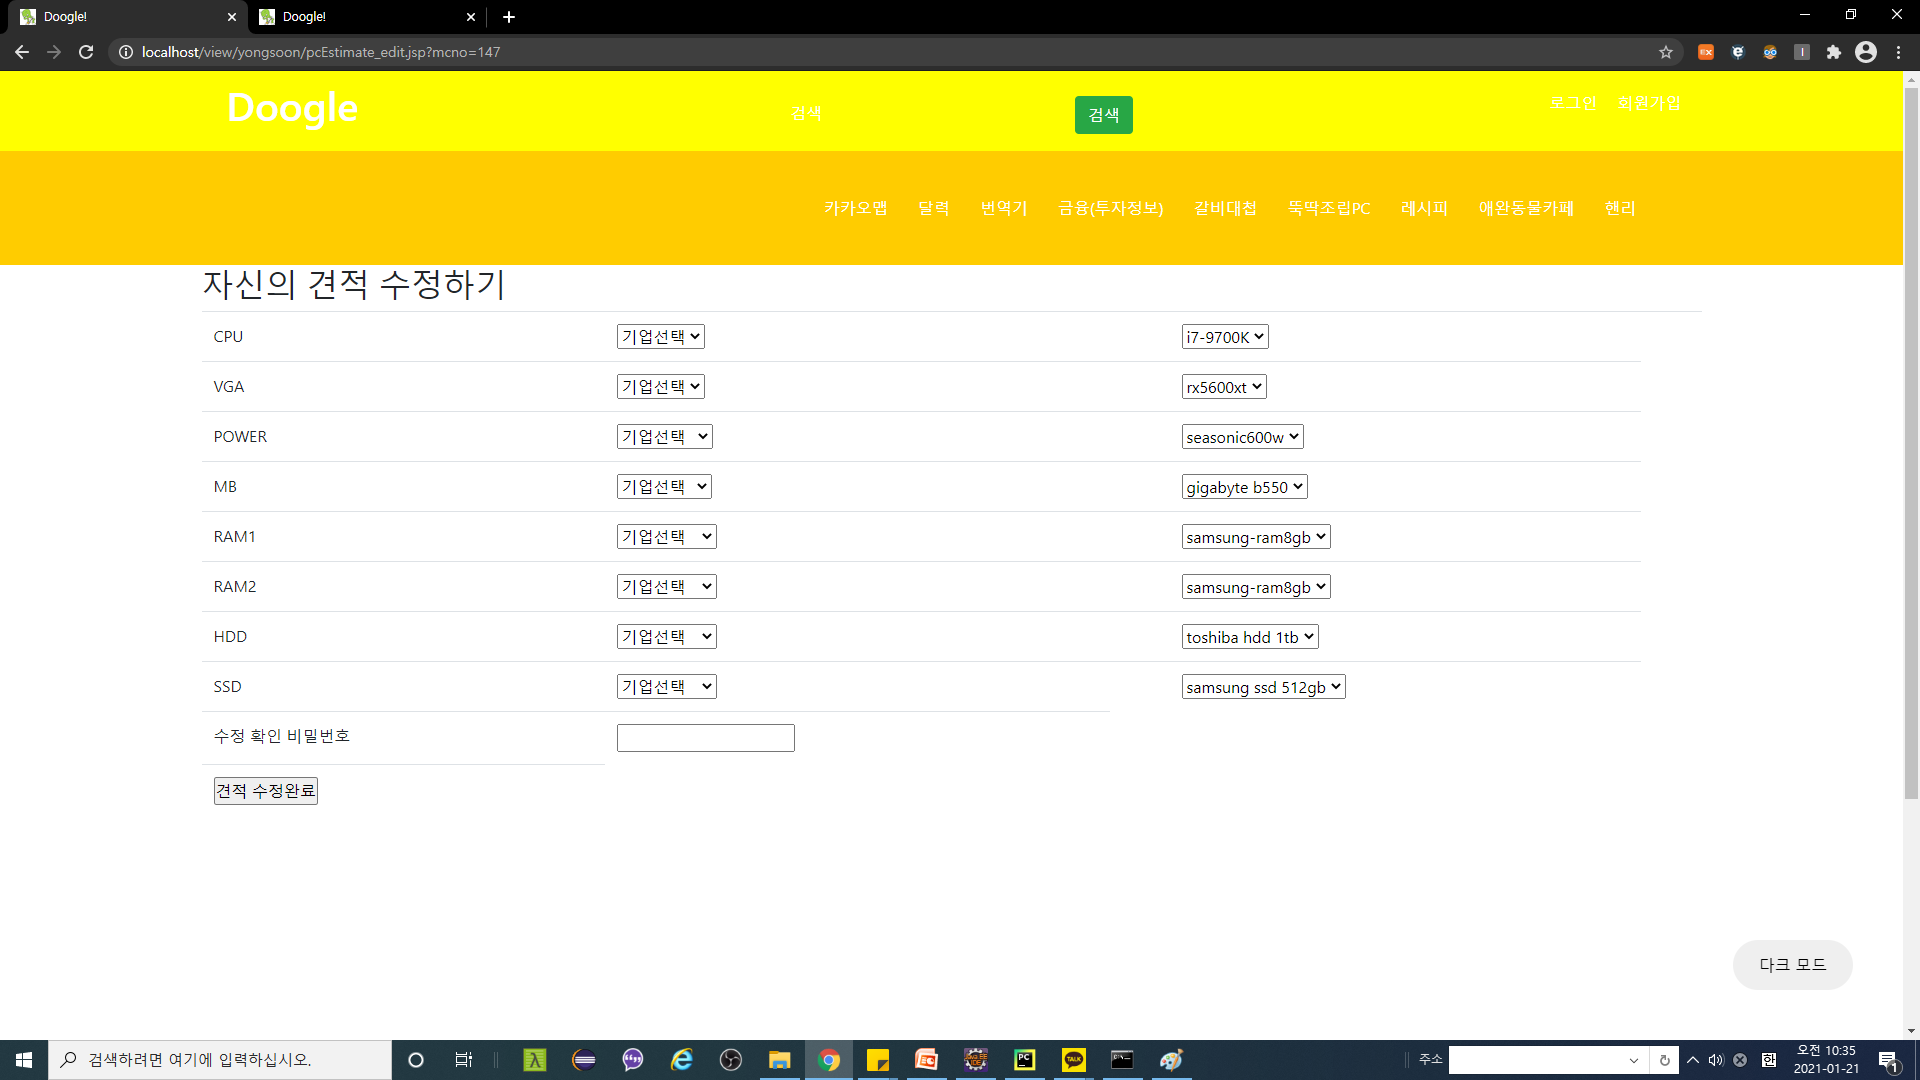 Doogle!
Doogle!
localhost/view/yongsoon/pcEstimate_edit.jsp?mcno=147
Doogle
검색
검색
로그인 회원가입
카카오맵 달력 번역기 금융(투자정보) 갈비대첩 뚝딱조립PC 레시피 애완동물카페 핸리
자신의 견적 수정하기
CPU 기업선택 i7-9700K
VGA 기업선택 rx5600xt
POWER 기업선택 seasonic600w
MB 기업선택 gigabyte b550
RAM1 기업선택 samsung-ram8gb
RAM2 기업선택 samsung-ram8gb
HDD 기업선택 toshiba hdd 1tb
SSD 기업선택 samsung ssd 512gb
수정 확인 비밀번호
견적 수정완료
다크 모드
검색하려면 여기에 입력하십시오.
주소
한
오전 10:35
2021-01-21
1